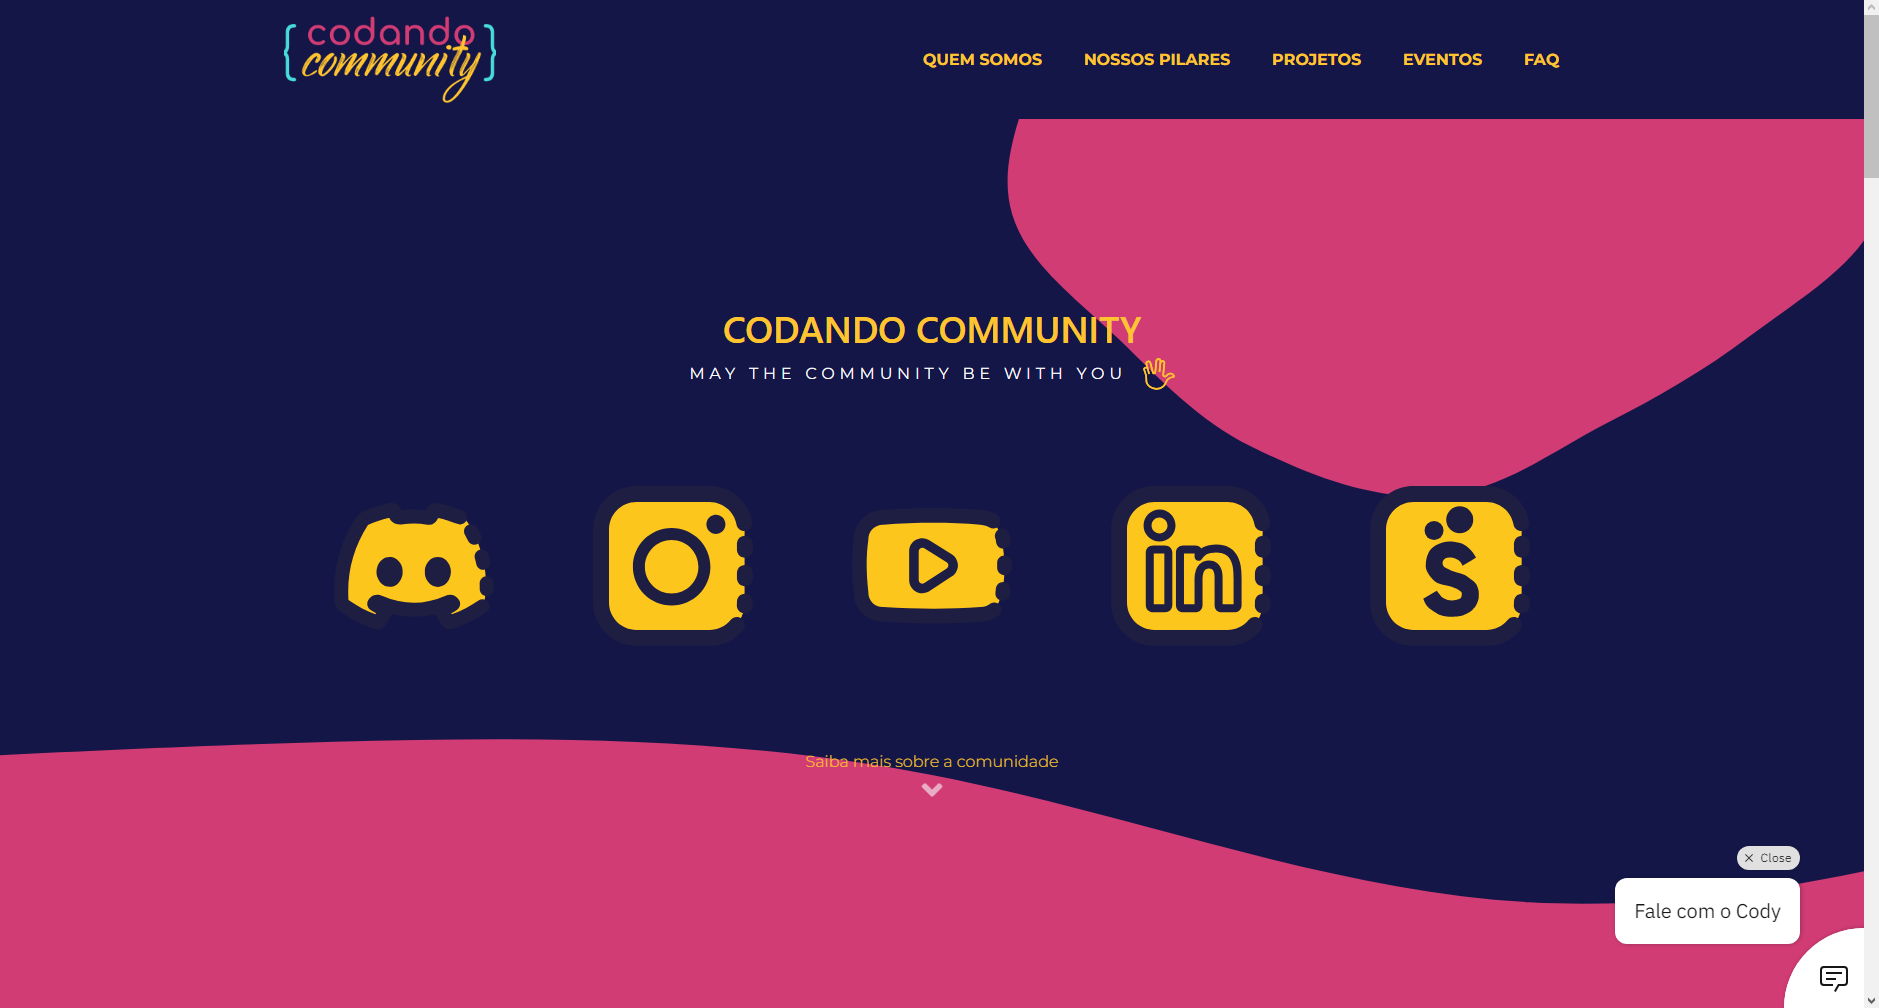 {codando
community}
QUEM SOMOS
NOSSOS PILARES
PROJETOS
EVENTOS
FAQ
CODANDO COMMUNITY
MAY THE COMMUNITY BE WITH YOU
in
S
Saiba mais sobre a comunidade
Close
Fale com o Cody